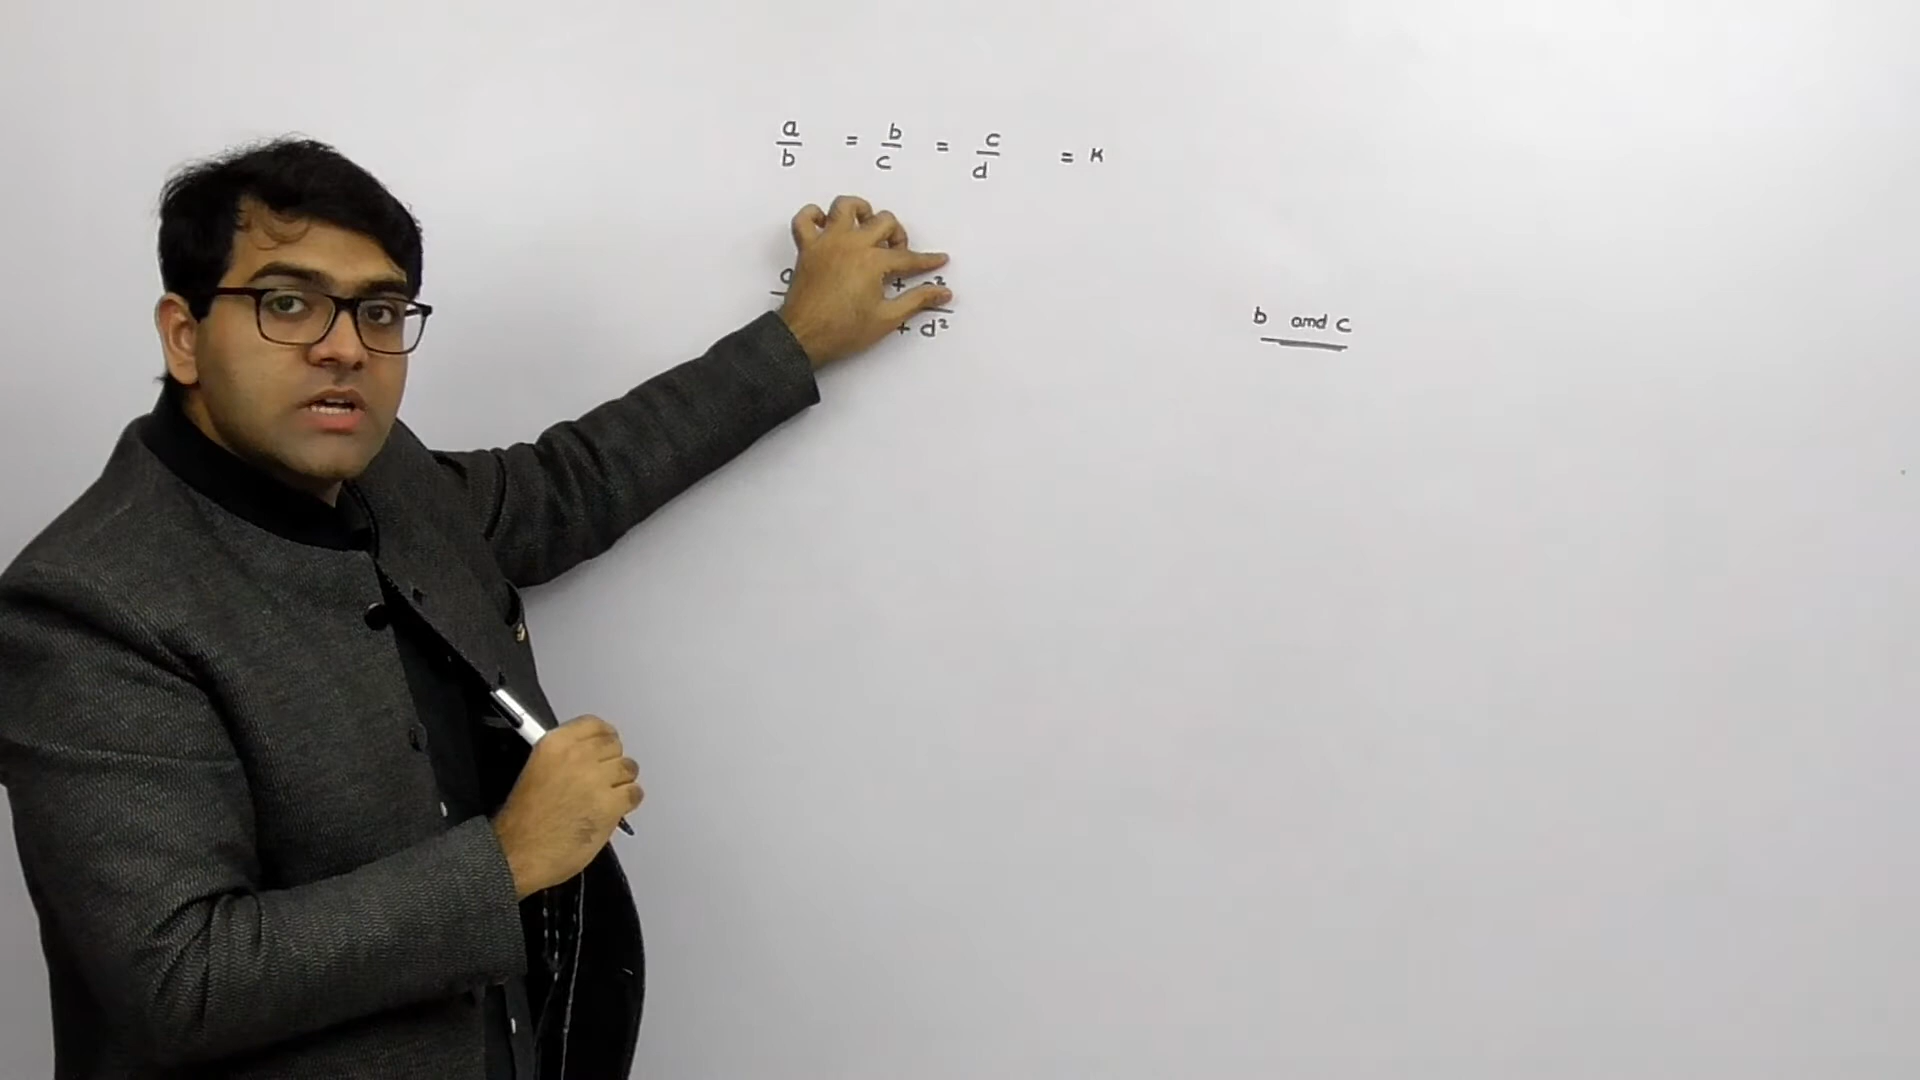 a/b = b/c = c/d = K
+ d²
b and c